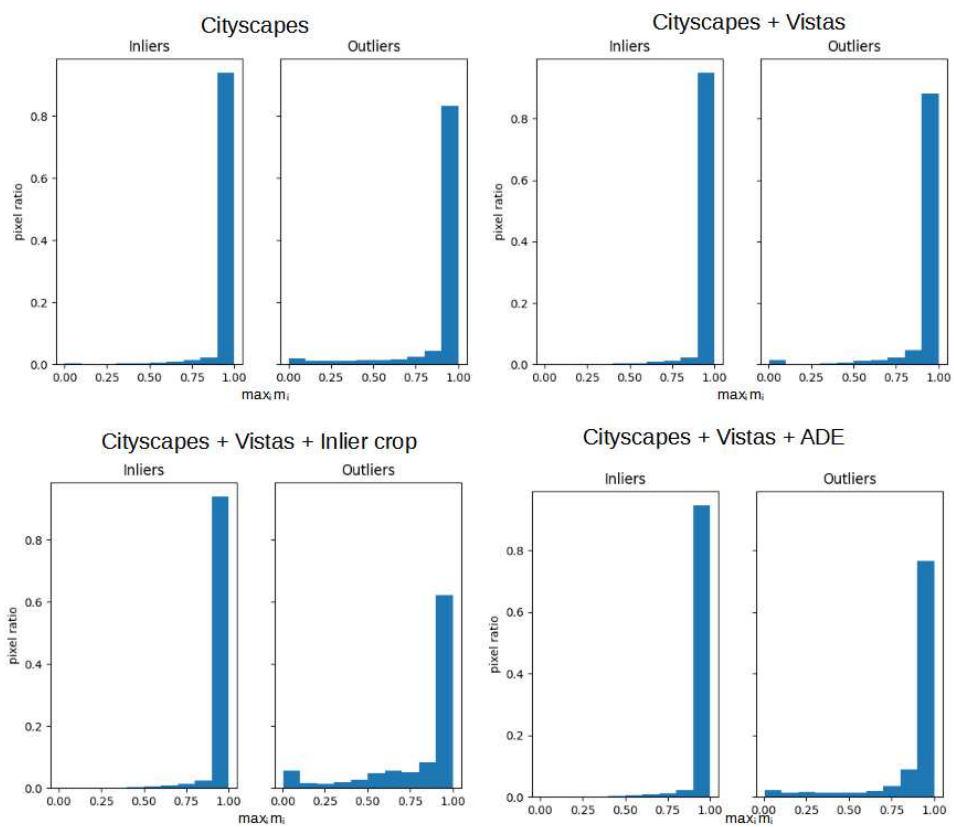 Cityscapes
Inliers
Outliers
pixel ratio
0.8
0.6
0.4
0.2
0.0
0.00 0.25 0.50 0.75 1.00
0.00 0.25 0.50 0.75 1.00
maxᵢmᵢ
Cityscapes + Vistas
Inliers
Outliers
pixel ratio
0.8
0.6
0.4
0.2
0.0
0.00 0.25 0.50 0.75 1.00
0.00 0.25 0.50 0.75 1.00
maxᵢmᵢ
Cityscapes + Vistas + Inlier crop
Inliers
Outliers
pixel ratio
0.8
0.6
0.4
0.2
0.0
0.00 0.25 0.50 0.75 1.00
0.00 0.25 0.50 0.75 1.00
maxᵢmᵢ
Cityscapes + Vistas + ADE
Inliers
Outliers
pixel ratio
0.8
0.6
0.4
0.2
0.0
0.00 0.25 0.50 0.75 1.00
0.00 0.25 0.50 0.75 1.00
maxᵢmᵢ